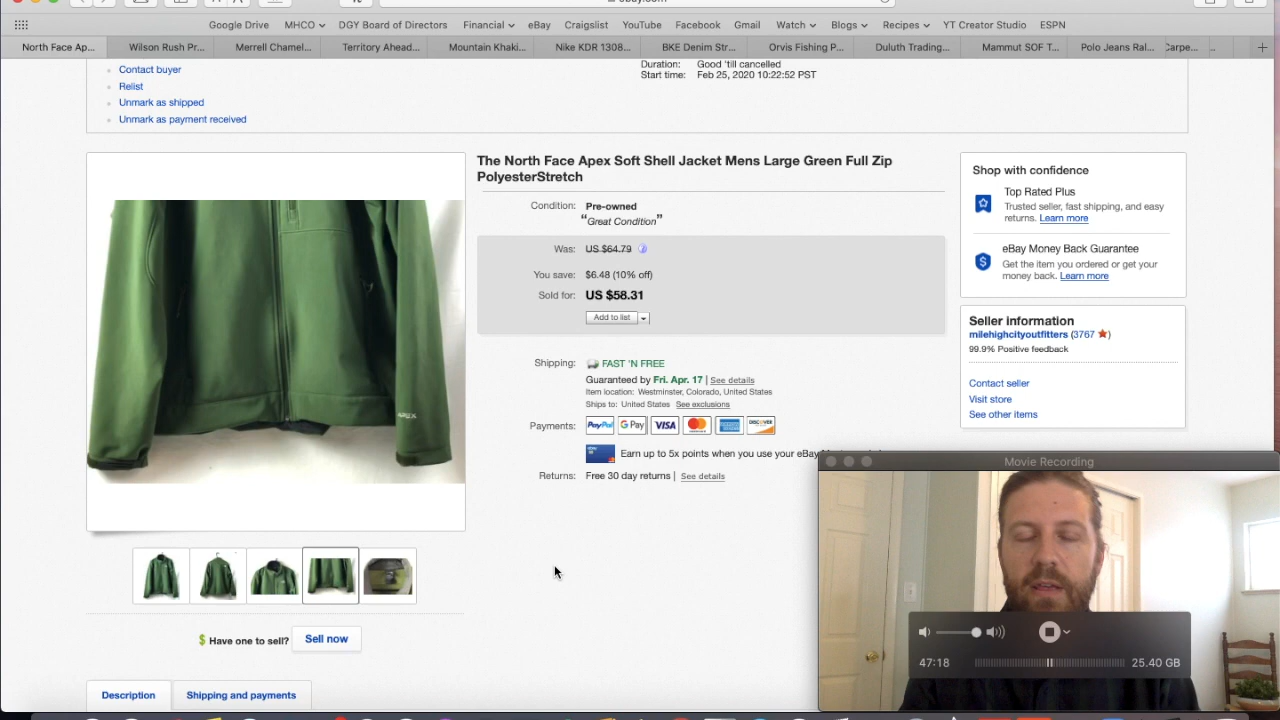 ebay.com
Google Drive MHCO DGY Board of Directors Financial eBay Craigslist YouTube Facebook Gmail Watch Blogs Recipes YT Creator Studio ESPN
North Face Ap... Wilson Rush Pr... Merrell Chamel... Territory Ahead... Mountain Khaki... Nike KDR 1308... BKE Denim Str... Orvis Fishing P... Duluth Trading... Mammut SOF T... Polo Jeans Ral... Carpe...
Contact buyer
Relist
Unmark as shipped
Unmark as payment received
Duration: Good 'till cancelled
Start time: Feb 25, 2020 10:22:52 PST
The North Face Apex Soft Shell Jacket Mens Large Green Full Zip
PolyesterStretch
Condition: Pre-owned
“Great Condition”
Was: US $64.79
You save: $6.48 (10% off)
Sold for: US $58.31
Add to list
Shipping: FAST 'N FREE
Guaranteed by Fri. Apr. 17 | See details
Item location: Westminster, Colorado, United States
Ships to: United States See exclusions
Payments: PayPal G Pay VISA DISCOVER
Earn up to 5x points when you use your eBay
Returns: Free 30 day returns | See details
Shop with confidence
Top Rated Plus
Trusted seller, fast shipping, and easy
returns. Learn more
eBay Money Back Guarantee
Get the item you ordered or get your
money back. Learn more
Seller information
milehighcityoutfitters (3767)
99.9% Positive feedback
Contact seller
Visit store
See other items
APEX
Have one to sell? Sell now
Description Shipping and payments
Movie Recording
47:18 25.40 GB